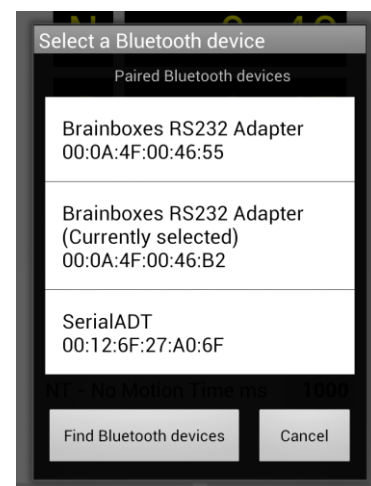 Select a Bluetooth device
Paired Bluetooth devices
Brainboxes RS232 Adapter
00:0A:4F:00:46:55
Brainboxes RS232 Adapter
(Currently selected)
00:0A:4F:00:46:B2
SerialADT
00:12:6F:27:A0:6F
NT - No Motion Time ms 1000
Find Bluetooth devices
Cancel